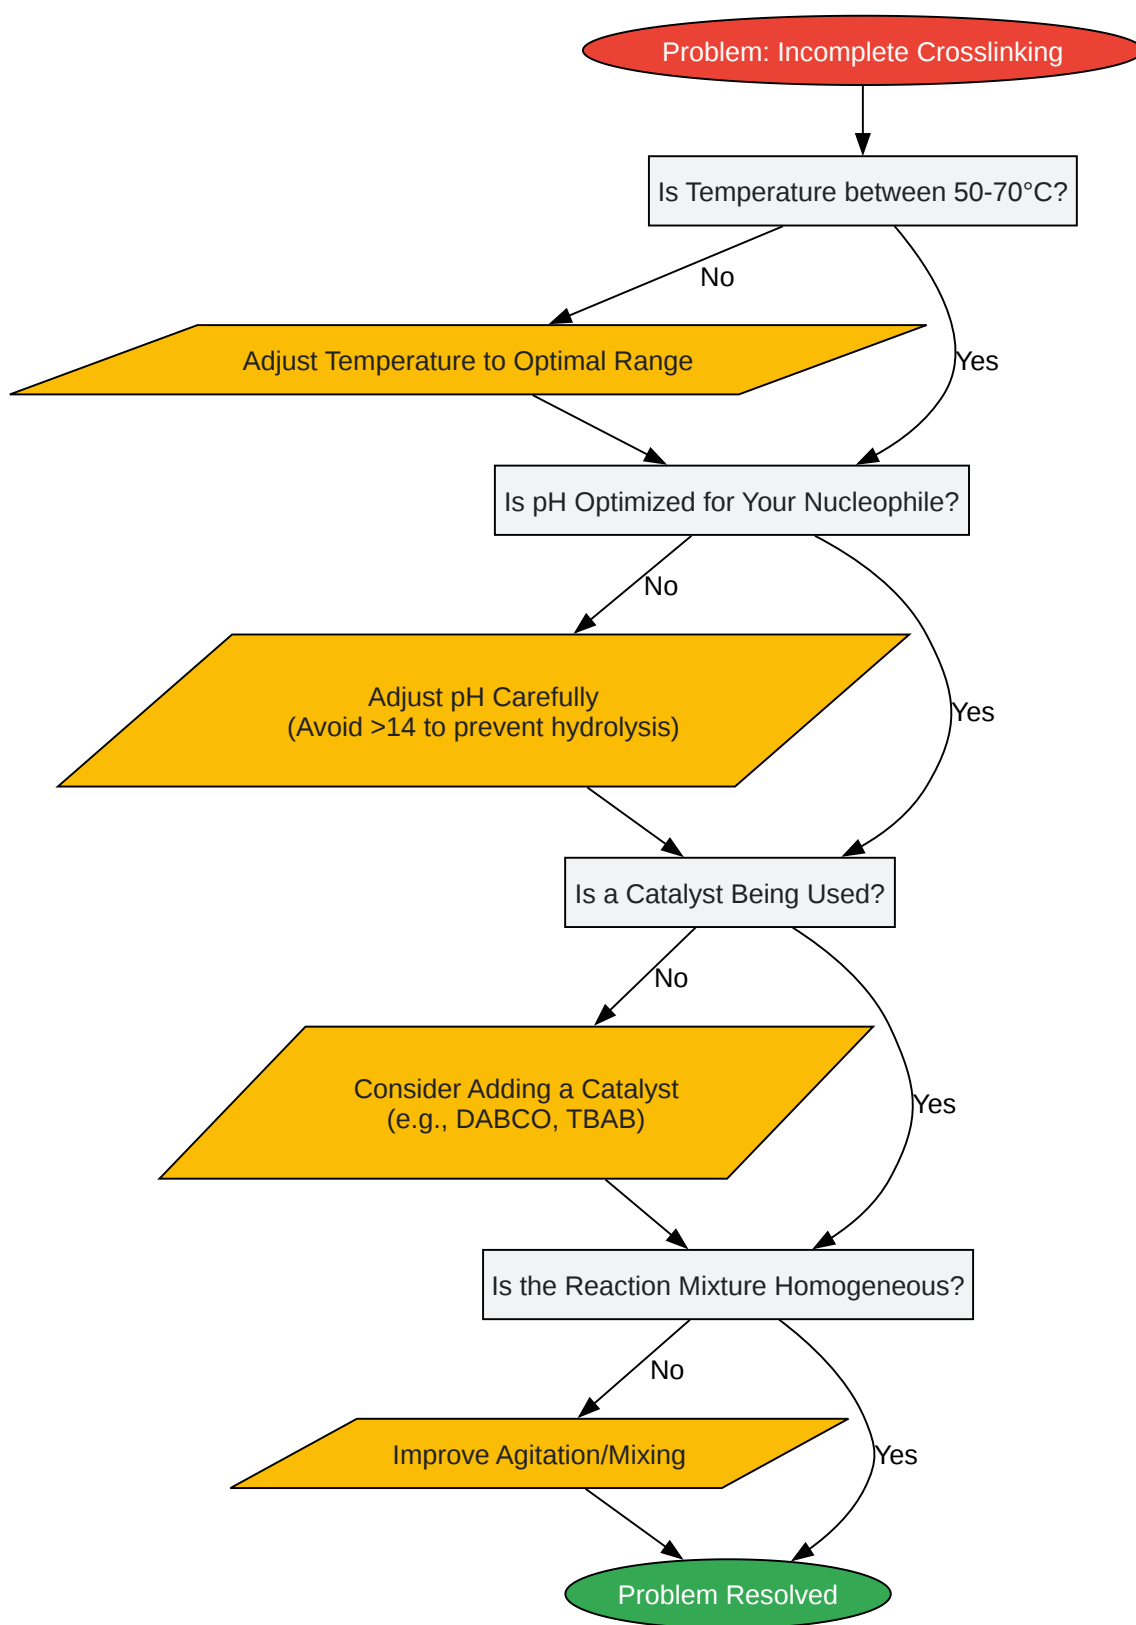 Problem: Incomplete Crosslinking
Is Temperature between 50-70°C?
No
Adjust Temperature to Optimal Range
Yes
Is pH Optimized for Your Nucleophile?
No
Adjust pH Carefully
(Avoid >14 to prevent hydrolysis)
Yes
Is a Catalyst Being Used?
No
Consider Adding a Catalyst
(e.g., DABCO, TBAB)
Yes
Is the Reaction Mixture Homogeneous?
No
Improve Agitation/Mixing
Yes
Problem Resolved